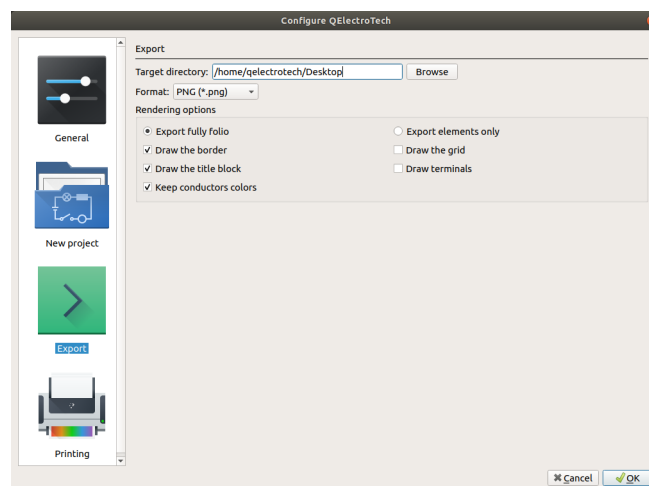 Configure QElectroTech
General
New project
Export
Printing
Export
Target directory: /home/qelectrotech/Desktop Browse
Format: PNG (*.png)
Rendering options
Export fully folio Export elements only
Draw the border Draw the grid
Draw the title block Draw terminals
Keep conductors colors
Cancel OK